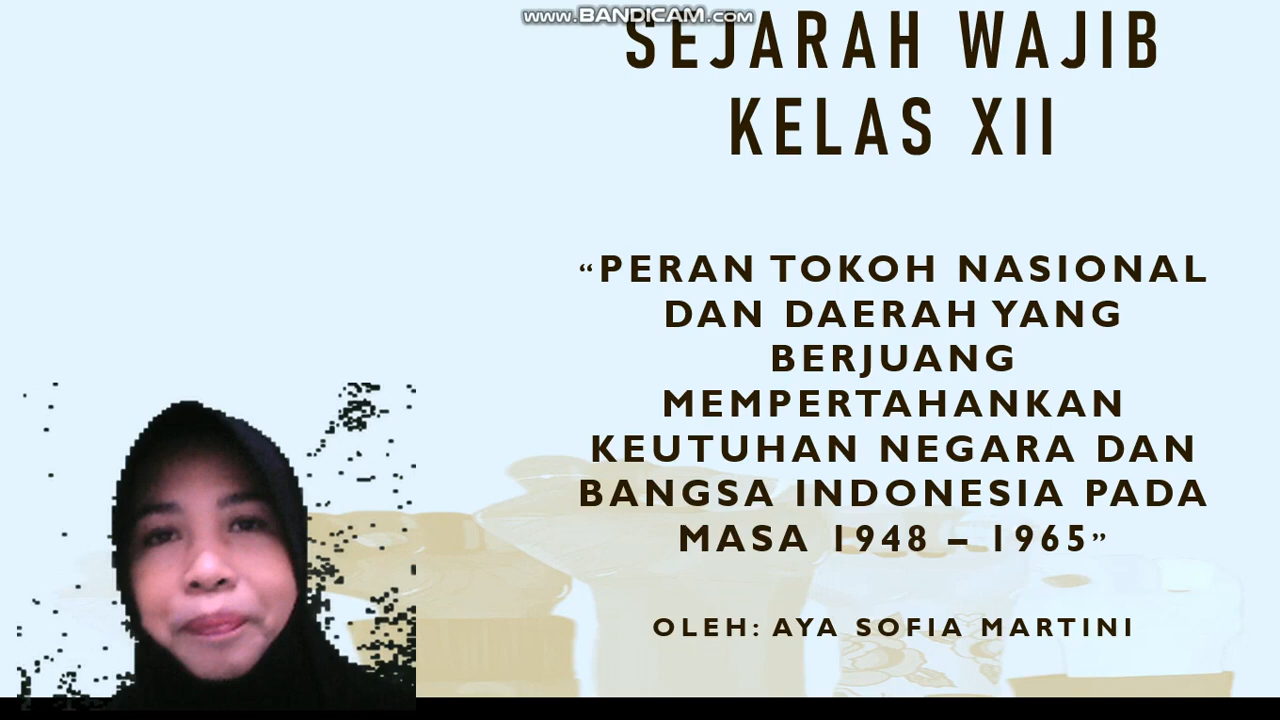 www.BANDICAM.com
SEJARAH WAJIB
KELAS XII
“PERAN TOKOH NASIONAL
DAN DAERAH YANG
BERJUANG
MEMPERTAHANKAN
KEUTUHAN NEGARA DAN
BANGSA INDONESIA PADA
MASA 1948 – 1965”
OLEH: AYA SOFIA MARTINI